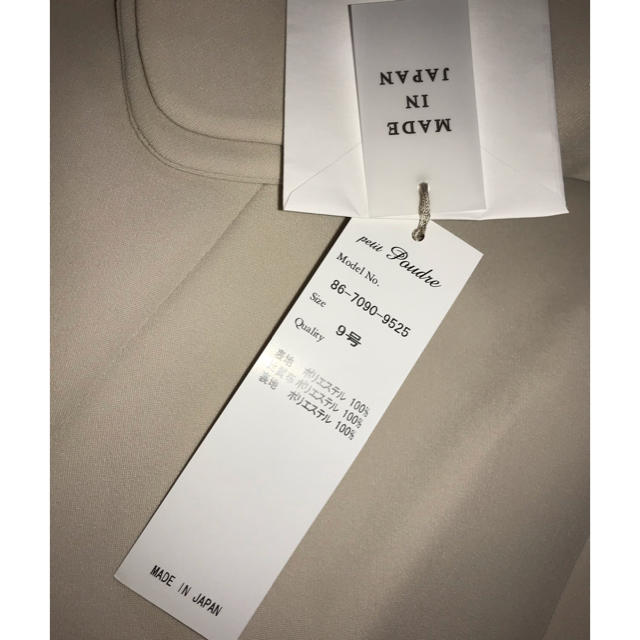 MADE
IN
JAPAN
petit Poudre
Model No.
86-7090-9525
Size
9号
Quality
表地 ポリエステル 100%
ポリエステル 100%
裏地 ポリエステル 100%
MADE IN JAPAN